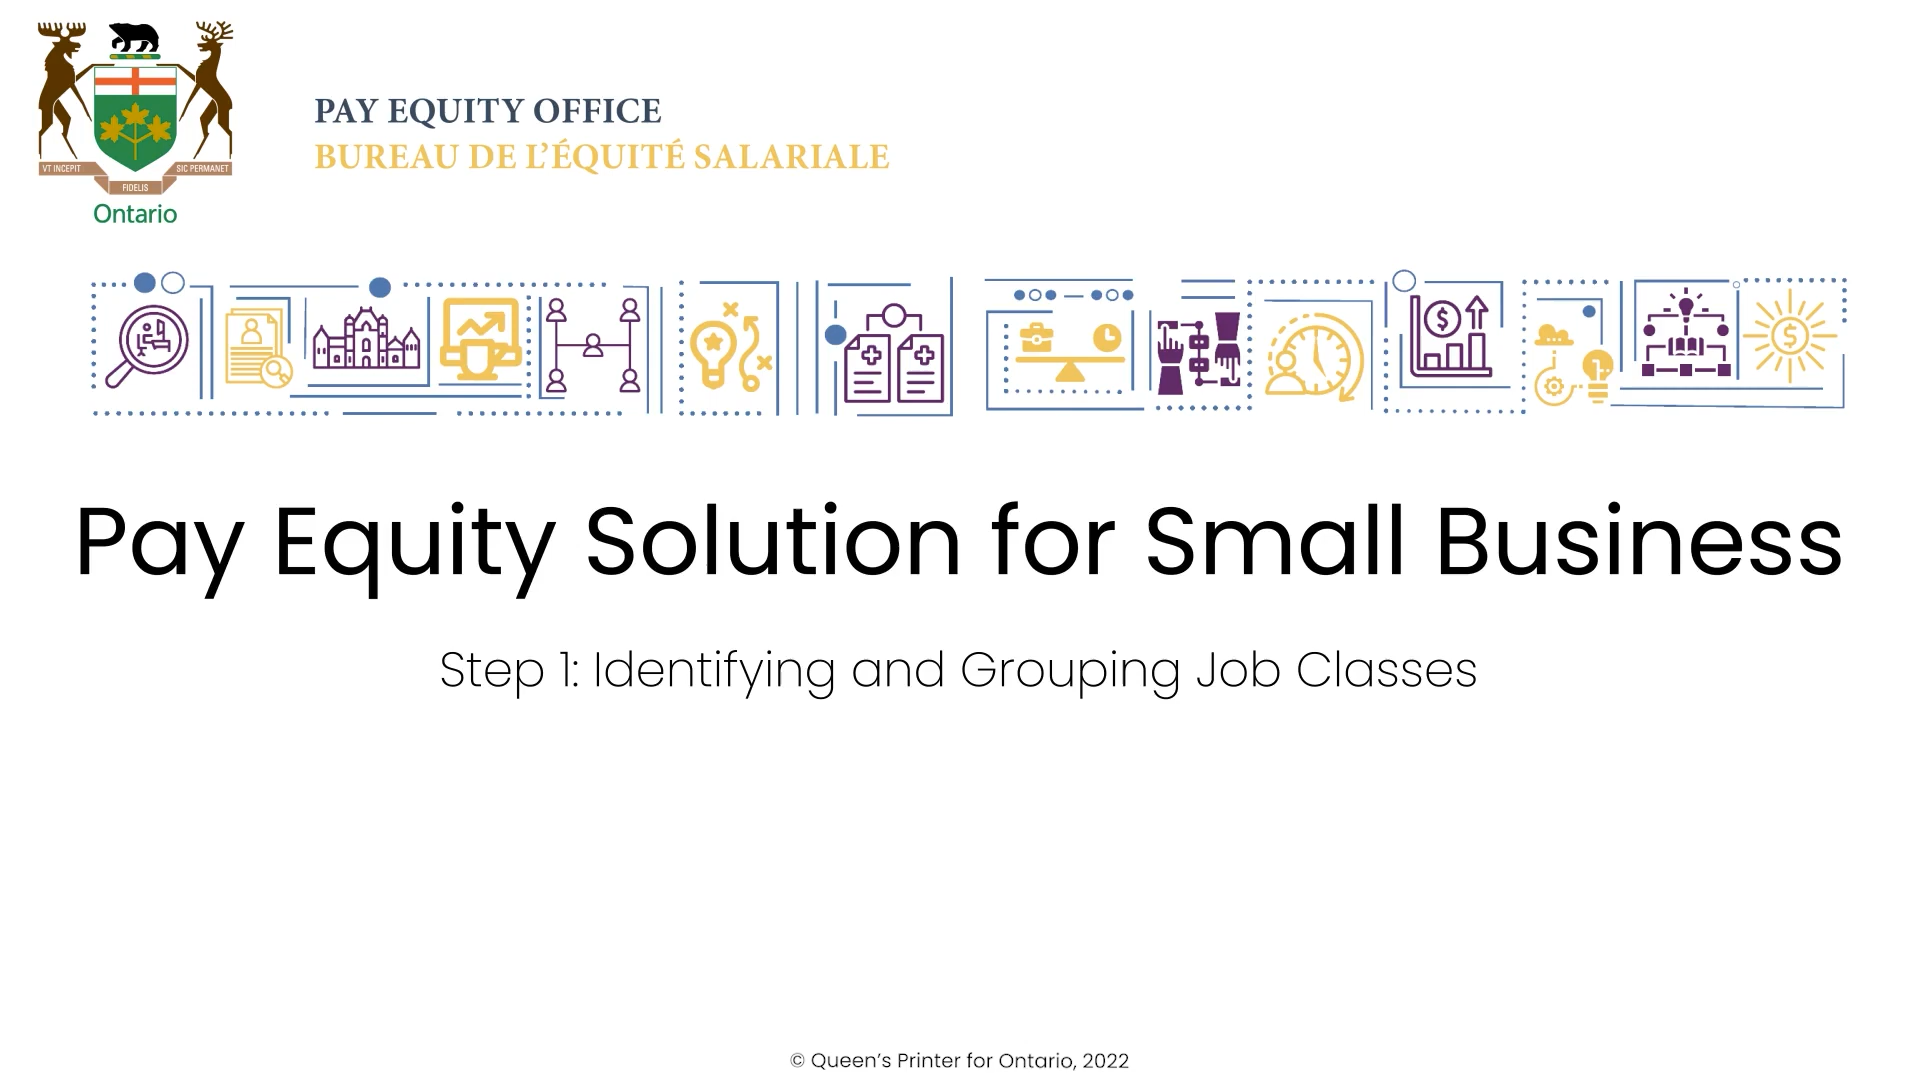 PAY EQUITY OFFICE
BUREAU DE L’ÉQUITÉ SALARIALE
VT INCEPIT
SIC PERMANET
FIDELIS
Ontario
$
$
Pay Equity Solution for Small Business
Step 1: Identifying and Grouping Job Classes
© Queen’s Printer for Ontario, 2022